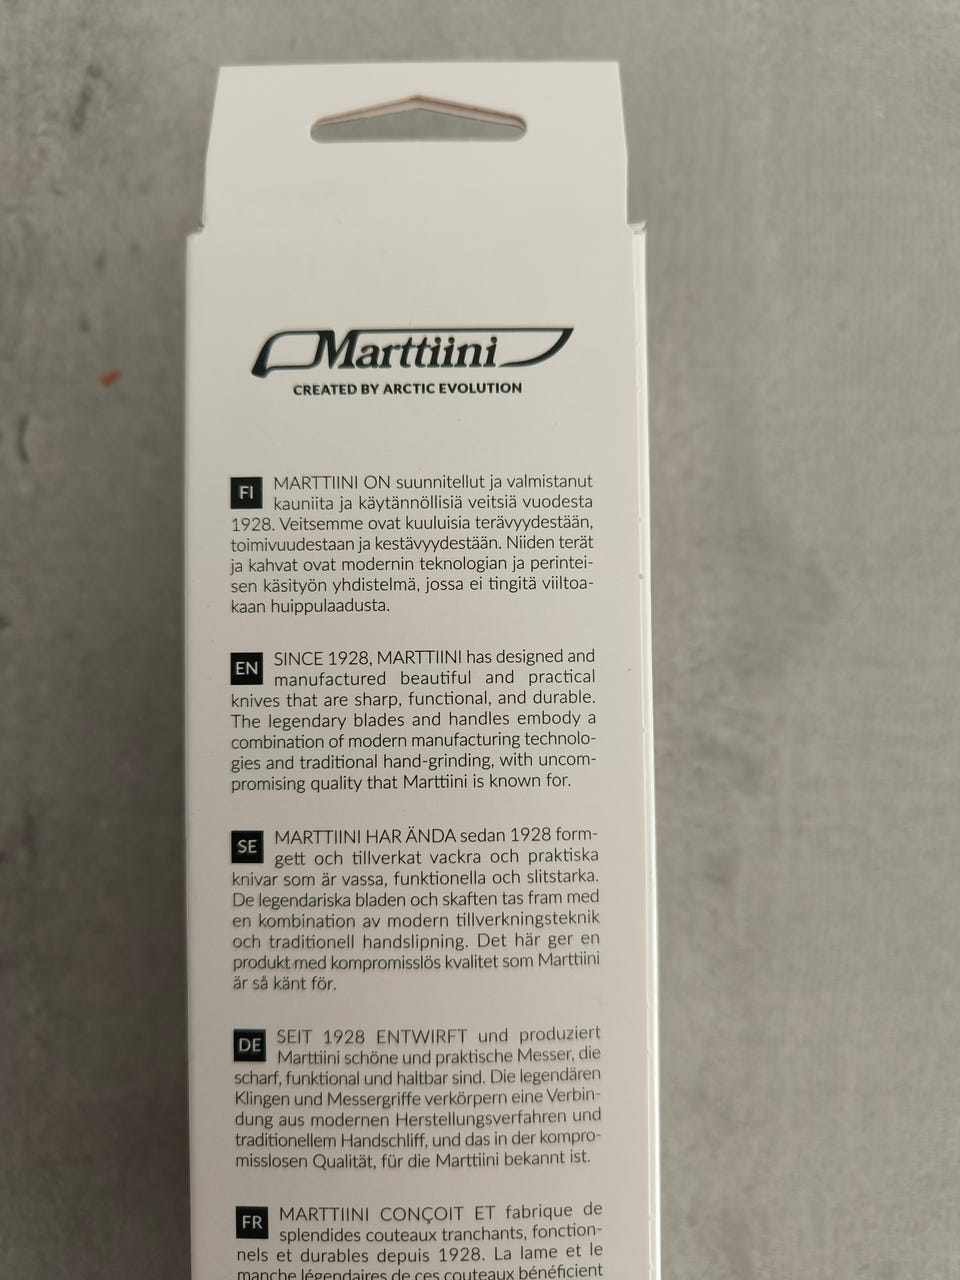 Marttiini
CREATED BY ARCTIC EVOLUTION
FI MARTTIINI ON suunnitellut ja valmistanut
kauniita ja käytännöllisiä veitsiä vuodesta
1928. Veitsemme ovat kuuluisia terävyydestään,
toimivuudestaan ja kestävyydestään. Niiden terät
ja kahvat ovat modernin teknologian ja perintei-
sen käsityön yhdistelmä, jossa ei tingitä viiltoa-
kaan huippulaadusta.
EN SINCE 1928, MARTTIINI has designed and
manufactured beautiful and practical
knives that are sharp, functional, and durable.
The legendary blades and handles embody a
combination of modern manufacturing technolo-
gies and traditional hand-grinding, with uncom-
promising quality that Marttiini is known for.
SE MARTTIINI HAR ÄNDA sedan 1928 form-
gett och tillverkat vackra och praktiska
knivar som är vassa, funktionella och slitstarka.
De legendariska bladen och skaften tas fram med
en kombination av modern tillverkningsteknik
och traditionell handslipning. Det här ger en
produkt med kompromisslös kvalitet som Marttiini
är så känt för.
DE SEIT 1928 ENTWIRFT und produziert
Marttiini schöne und praktische Messer, die
scharf, funktional und haltbar sind. Die legendären
Klingen und Messergriffe verkörpern eine Verbin-
dung aus modernen Herstellungsverfahren und
traditionellem Handschliff, und das in der kompro-
misslosen Qualität, für die Marttiini bekannt ist.
FR MARTTIINI CONÇOIT ET fabrique de
splendides couteaux tranchants, fonction-
nels et durables depuis 1928. La lame et le
manche légendaires de ces couteaux bénéficient